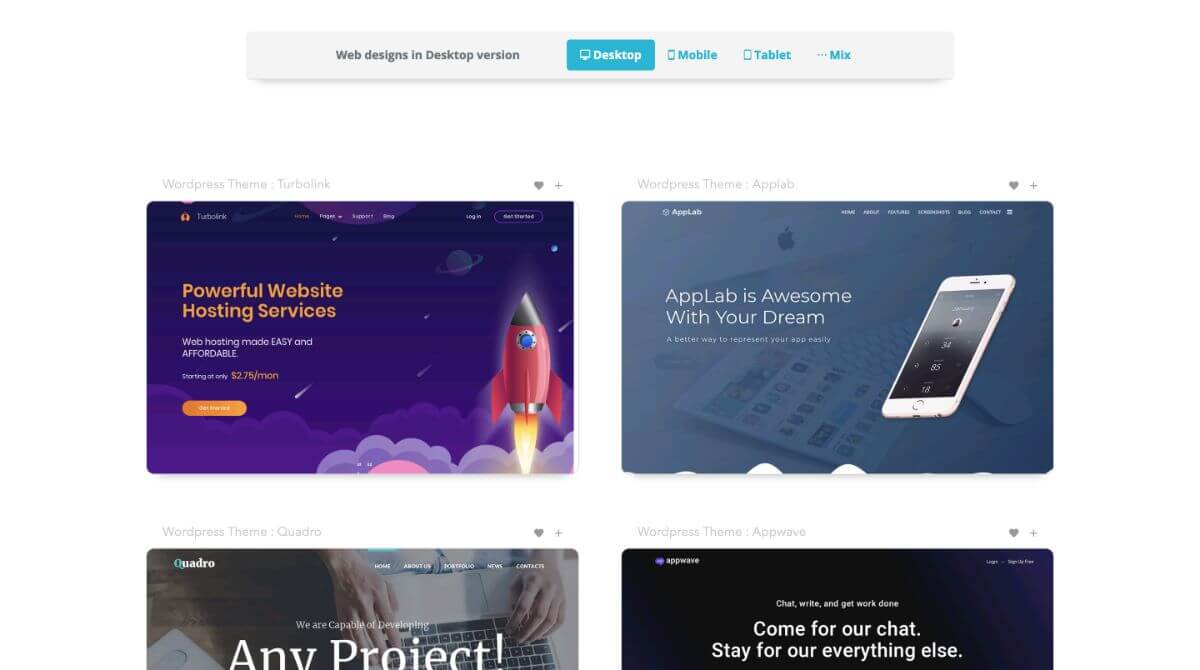 Web designs in Desktop version
Desktop
Mobile
Tablet
Mix
Wordpress Theme : Turbolink
Wordpress Theme : Applab
Turbolink
Home
Pages
Support
Blog
Log in
Get Started
Powerful Website
Hosting Services
Web hosting made EASY and
AFFORDABLE.
Starting at only $2.75/mon
Get Started
AppLab
HOME
ABOUT
FEATURES
SCREENSHOTS
BLOG
CONTACT
AppLab is Awesome
With Your Dream
A better way to represent your app easily
34
85
18
Wordpress Theme : Quadro
Wordpress Theme : Appwave
Quadro
HOME
ABOUT US
PORTFOLIO
NEWS
CONTACTS
We are Capable of Developing
Any Project!
appwave
Login
Sign Up Free
Chat, write, and get work done
Come for our chat.
Stay for our everything else.